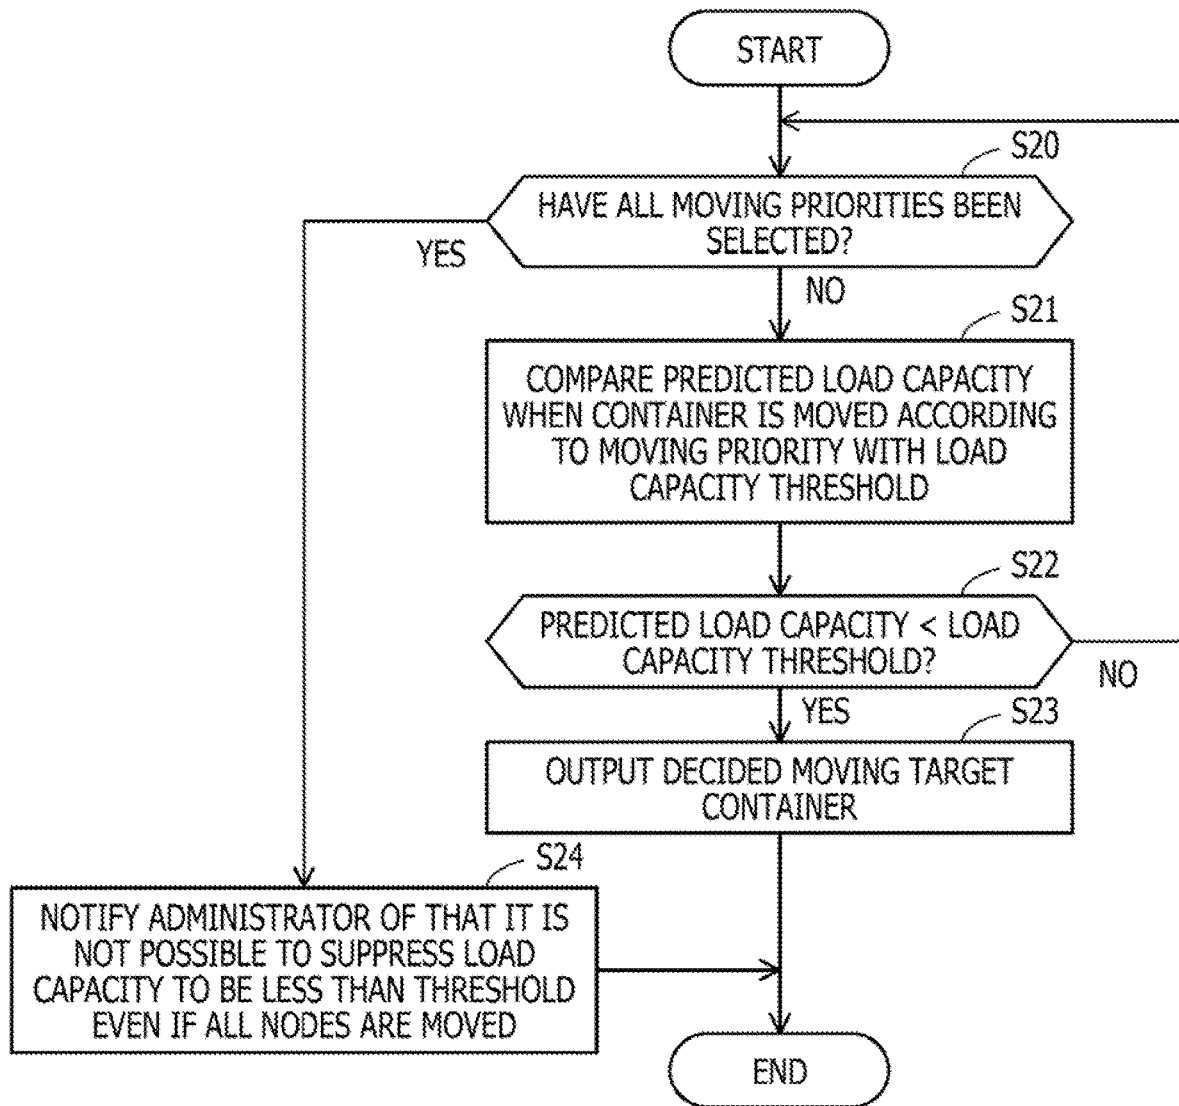 START
S20
HAVE ALL MOVING PRIORITIES BEEN
SELECTED?
YES
NO
S21
COMPARE PREDICTED LOAD CAPACITY
WHEN CONTAINER IS MOVED ACCORDING
TO MOVING PRIORITY WITH LOAD
CAPACITY THRESHOLD
S22
PREDICTED LOAD CAPACITY < LOAD
CAPACITY THRESHOLD?
NO
YES
S23
OUTPUT DECIDED MOVING TARGET
CONTAINER
S24
NOTIFY ADMINISTRATOR OF THAT IT IS
NOT POSSIBLE TO SUPPRESS LOAD
CAPACITY TO BE LESS THAN THRESHOLD
EVEN IF ALL NODES ARE MOVED
END